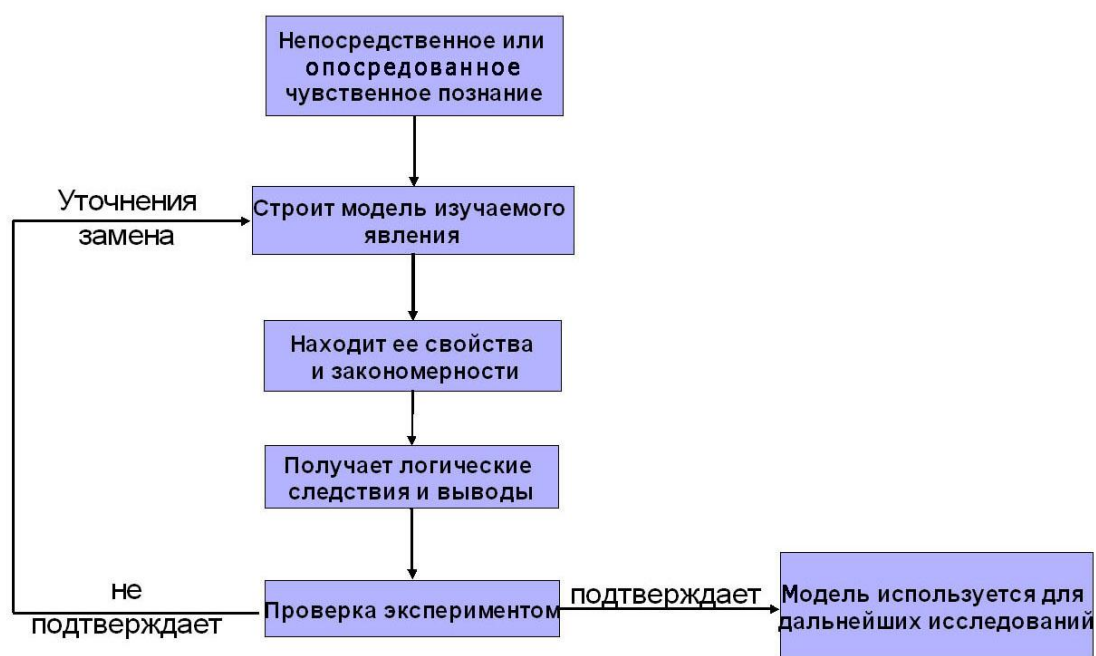 Непосредственное или
опосредованное
чувственное познание
Уточнения
замена
Строит модель изучаемого
явления
Находит ее свойства
и закономерности
Получает логические
следствия и выводы
не
подтверждает
Проверка экспериментом
подтверждает
Модель используется для
дальнейших исследований